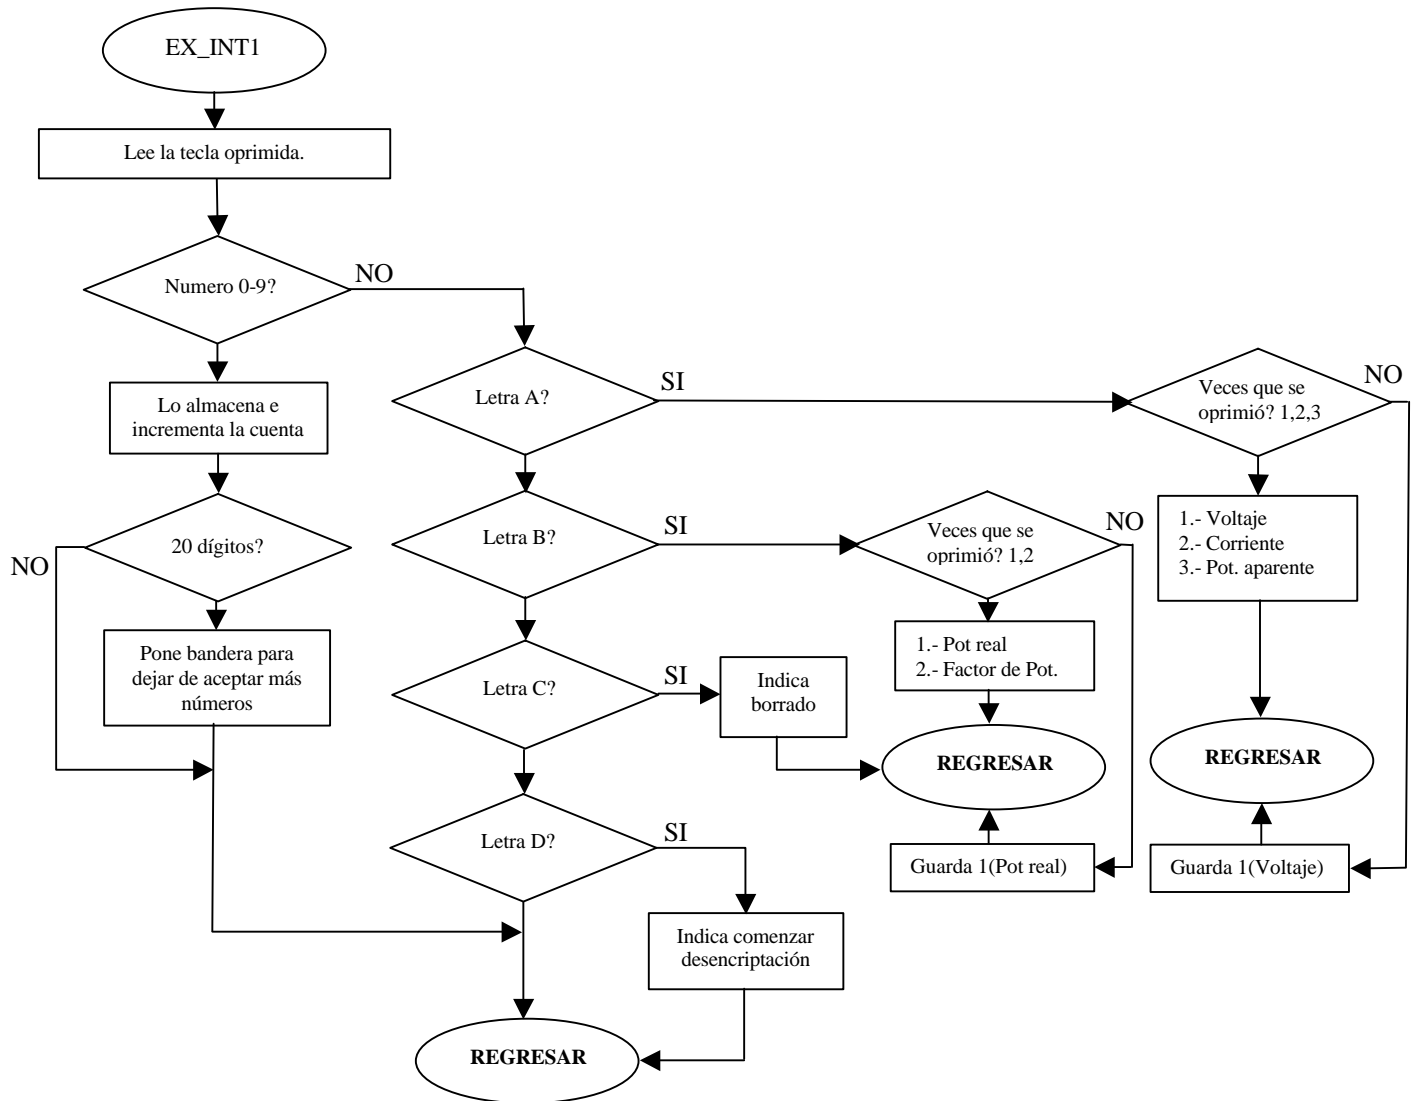 EX_INT1
Lee la tecla oprimida.
Numero 0-9?
NO
Lo almacena e
incrementa la cuenta
20 dígitos?
NO
Pone bandera para
dejar de aceptar más
números
Letra A?
SI
Veces que se
oprimió? 1,2,3
NO
1.- Voltaje
2.- Corriente
3.- Pot. aparente
REGRESAR
Guarda 1(Voltaje)
Letra B?
SI
Veces que se
oprimió? 1,2
NO
1.- Pot real
2.- Factor de Pot.
REGRESAR
Guarda 1(Pot real)
Letra C?
SI
Indica
borrado
Letra D?
SI
Indica comenzar
desencriptación
REGRESAR